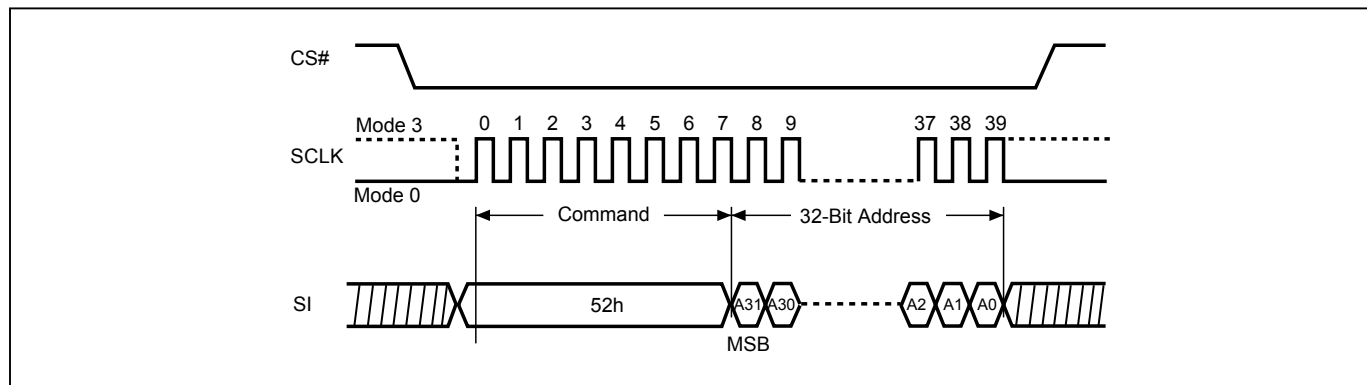 CS#
Mode 3
0 1 2 3 4 5 6 7 8 9 37 38 39
SCLK
Mode 0
Command 32-Bit Address
SI 52h A31 A30 A2 A1 A0
MSB